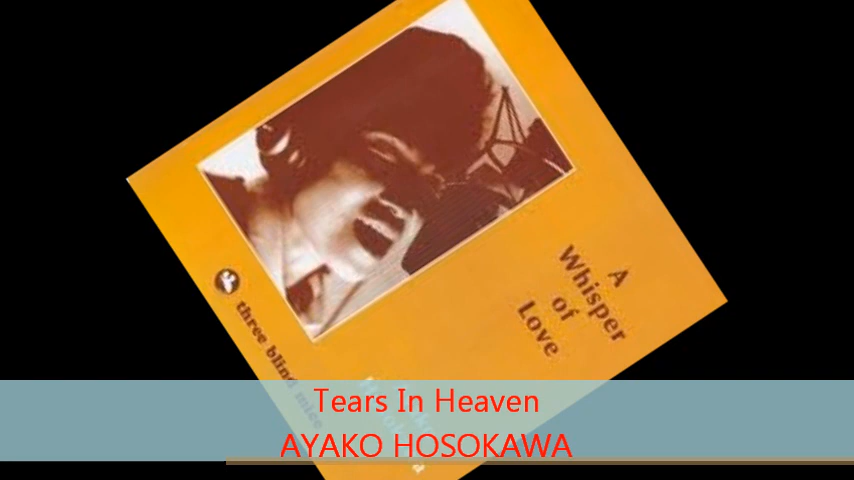 A
Whisper
of
Love
three blind mice
Tears In Heaven
AYAKO HOSOKAWA